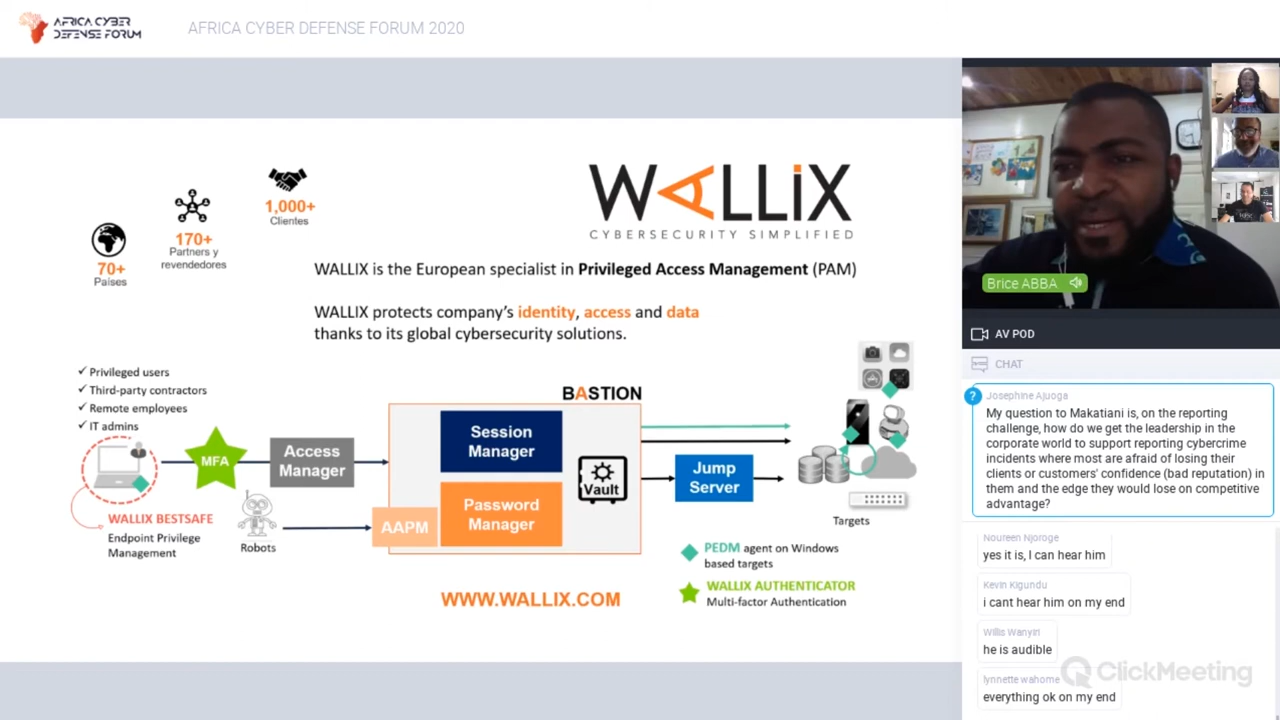 AFRICA CYBER
DEFENSE FORUM
AFRICA CYBER DEFENSE FORUM 2020
1,000+
Clientes
170+
Partners y
revendedores
70+
Paises
WALLIX
CYBERSECURITY SIMPLIFIED
WALLIX is the European specialist in Privileged Access Management (PAM)
WALLIX protects company's identity, access and data
thanks to its global cybersecurity solutions.
✓ Privileged users
✓ Third-party contractors
✓ Remote employees
✓ IT admins
MFA
Access
Manager
BASTION
Session
Manager
Password
Manager
Vault
AAPM
Jump
Server
Targets
WALLIX BESTSAFE
Endpoint Privilege
Management
Robots
PEDM agent on Windows
based targets
WALLIX AUTHENTICATOR
Multi-factor Authentication
WWW.WALLIX.COM
Brice ABBA
AV POD
CHAT
?
Josephine Ajuoga
My question to Makatiani is, on the reporting
challenge, how do we get the leadership in the
corporate world to support reporting cybercrime
incidents where most are afraid of losing their
clients or customers' confidence (bad reputation) in
them and the edge they would lose on competitive
advantage?
Noureen Njoroge
yes it is, I can hear him
Kevin Kigundu
i cant hear him on my end
Willis Wanyiri
he is audible
lynnette wahome
everything ok on my end
ClickMeeting